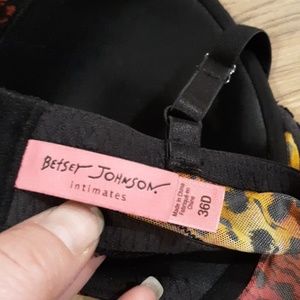 BETSEY JOHNSON.
intimates
Made in China
Fabriqué en
Chine
36D